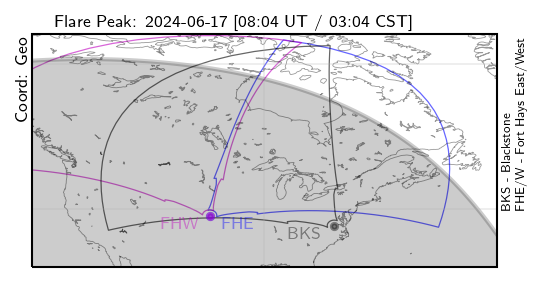 Flare Peak: 2024-06-17 [08:04 UT / 03:04 CST]
Coord: Geo
FHW
FHE
BKS
BKS - Blackstone
FHE/W - Fort Hays East/West